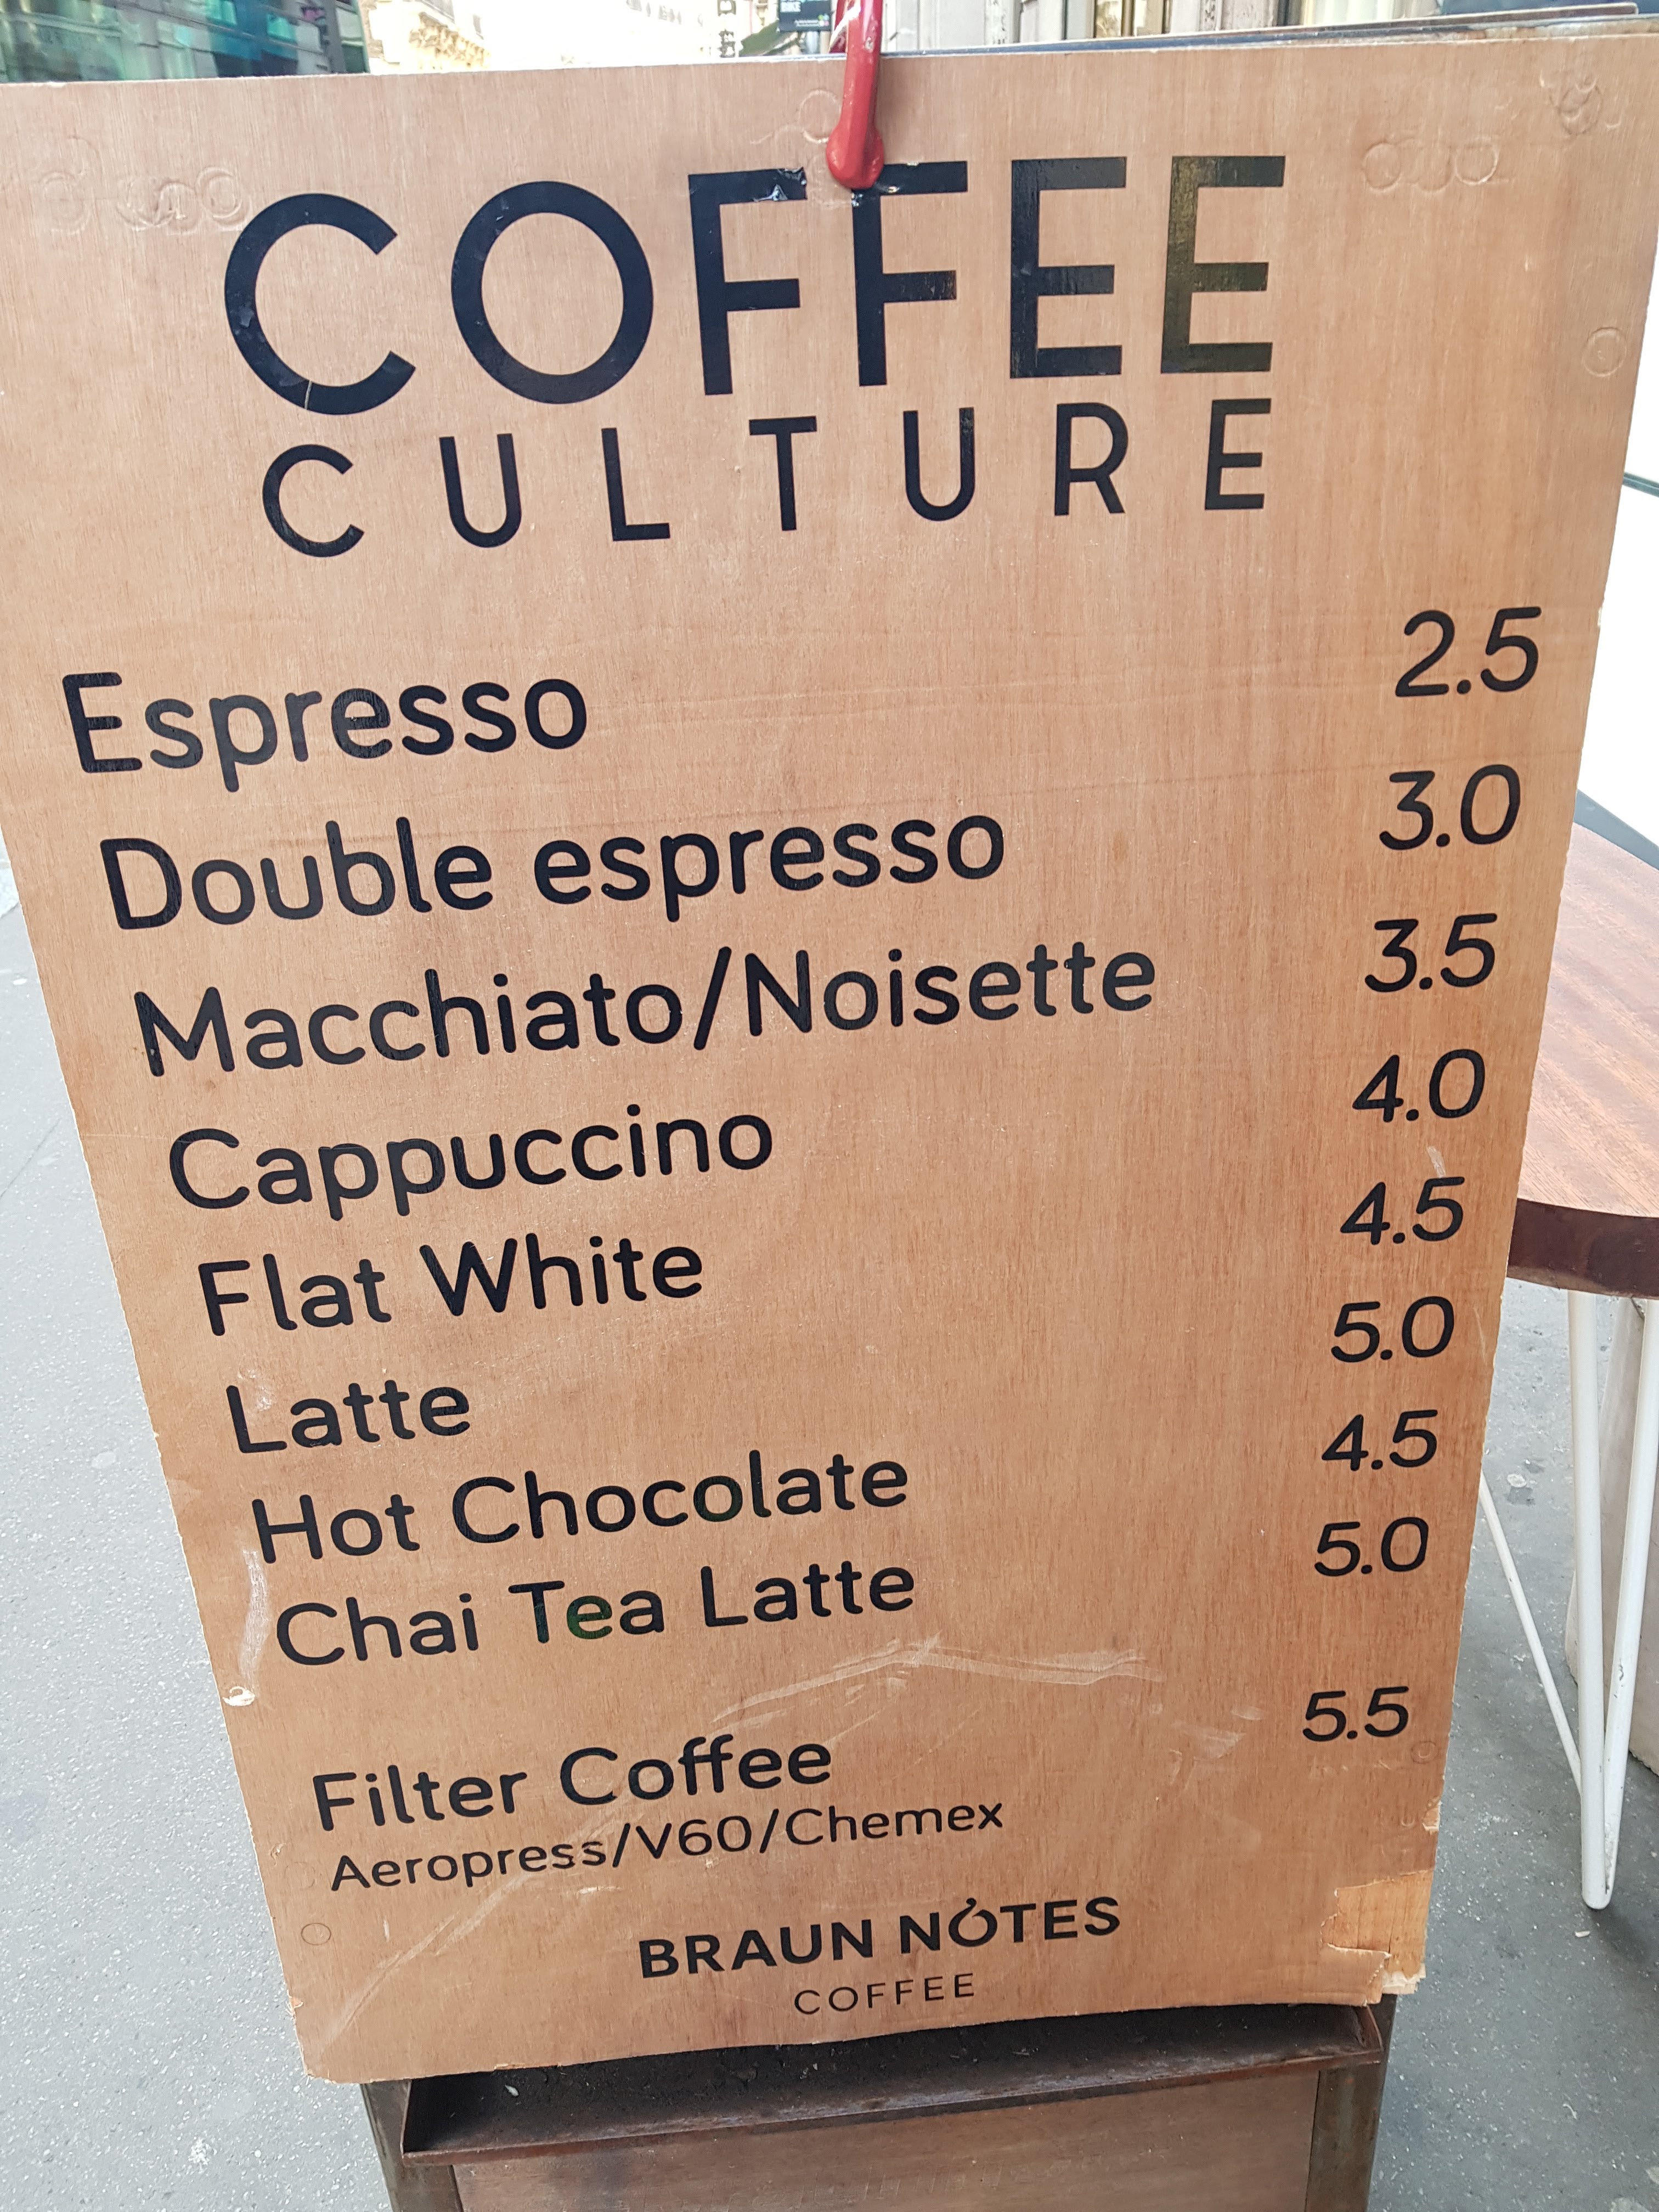 COFFEE
CULTURE
Espresso 2.5
Double espresso 3.0
Macchiato/Noisette 3.5
Cappuccino 4.0
Flat White 4.5
Latte 5.0
Hot Chocolate 4.5
Chai Tea Latte 5.0
Filter Coffee 5.5
Aeropress/V60/Chemex
BRAUN NOTES
COFFEE